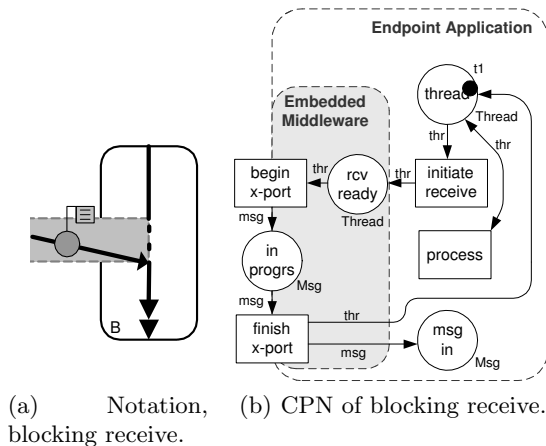 Endpoint Application
t1
thread
Thread
thr
thr
Embedded
Middleware
begin
x-port
thr
rcv
ready
thr
initiate
receive
Thread
msg
process
in
progrs
Msg
msg
finish
x-port
thr
msg
msg
in
Msg
B
(a) Notation,
blocking receive.
(b) CPN of blocking receive.